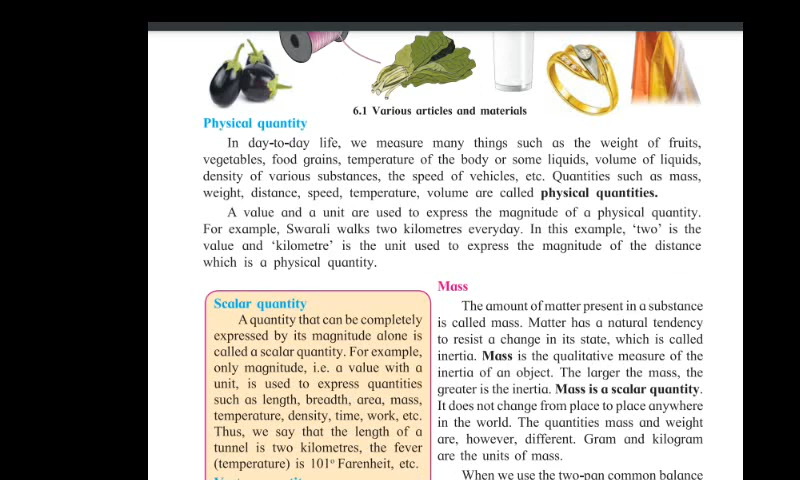 6.1 Various articles and materials
Physical quantity
In day-to-day life, we measure many things such as the weight of fruits,
vegetables, food grains, temperature of the body or some liquids, volume of liquids,
density of various substances, the speed of vehicles, etc. Quantities such as mass,
weight, distance, speed, temperature, volume are called physical quantities.
A value and a unit are used to express the magnitude of a physical quantity.
For example, Swarali walks two kilometres everyday. In this example, ‘two’ is the
value and ‘kilometre’ is the unit used to express the magnitude of the distance
which is a physical quantity.
Scalar quantity
A quantity that can be completely
expressed by its magnitude alone is
called a scalar quantity. For example,
only magnitude, i.e. a value with a
unit, is used to express quantities
such as length, breadth, area, mass,
temperature, density, time, work, etc.
Thus, we say that the length of a
tunnel is two kilometres, the fever
(temperature) is 101° Farenheit, etc.
Mass
The amount of matter present in a substance
is called mass. Matter has a natural tendency
to resist a change in its state, which is called
inertia. Mass is the qualitative measure of the
inertia of an object. The larger the mass, the
greater is the inertia. Mass is a scalar quantity.
It does not change from place to place anywhere
in the world. The quantities mass and weight
are, however, different. Gram and kilogram
are the units of mass.
When we use the two-pan common balance